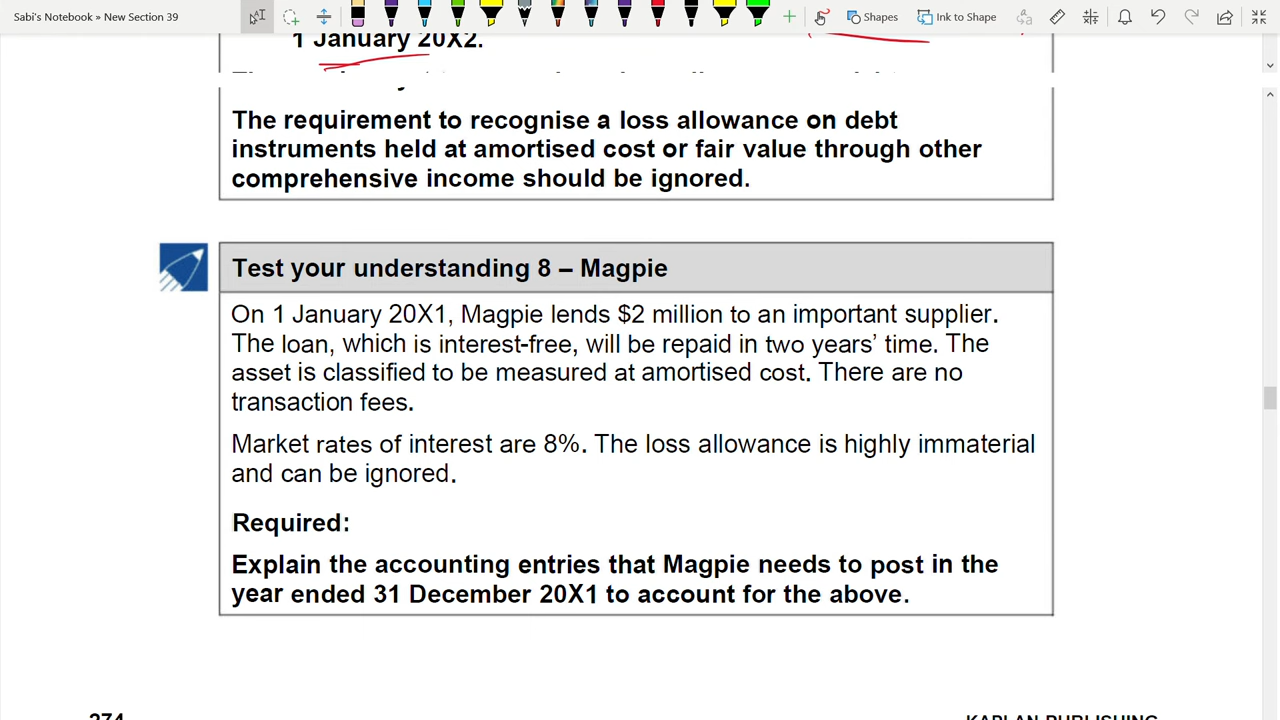 Sabi's Notebook » New Section 39
Shapes
Ink to Shape
1 January 20X2.
The requirement to recognise a loss allowance on debt
instruments held at amortised cost or fair value through other
comprehensive income should be ignored.
Test your understanding 8 – Magpie
On 1 January 20X1, Magpie lends $2 million to an important supplier.
The loan, which is interest-free, will be repaid in two years’ time. The
asset is classified to be measured at amortised cost. There are no
transaction fees.
Market rates of interest are 8%. The loss allowance is highly immaterial
and can be ignored.
Required:
Explain the accounting entries that Magpie needs to post in the
year ended 31 December 20X1 to account for the above.
274
KAPLAN PUBLISHING